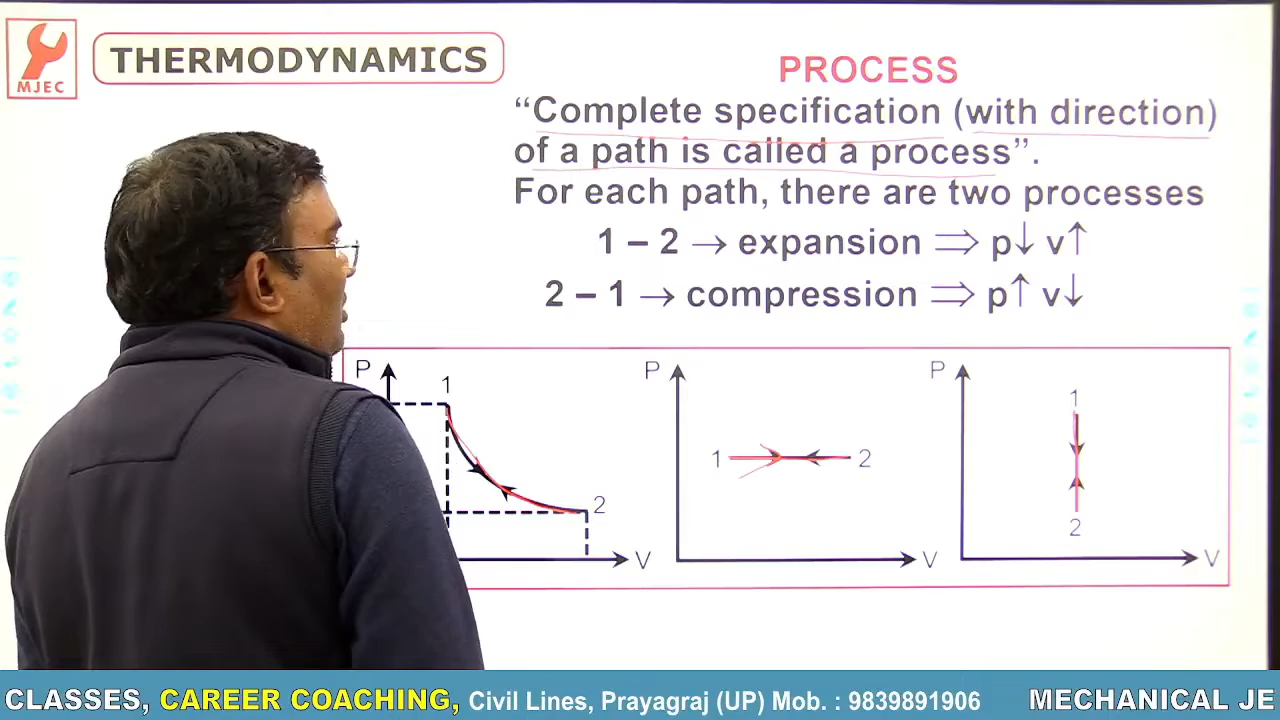 MJEC
THERMODYNAMICS
PROCESS
“Complete specification (with direction)
of a path is called a process”.
For each path, there are two processes
1 – 2 → expansion ⇒ p↓ v↑
2 – 1 → compression ⇒ p↑ v↓
P
1
2
V
P
1
2
V
P
1
2
V
CLASSES, CAREER COACHING, Civil Lines, Prayagraj (UP) Mob. : 9839891906 MECHANICAL JE